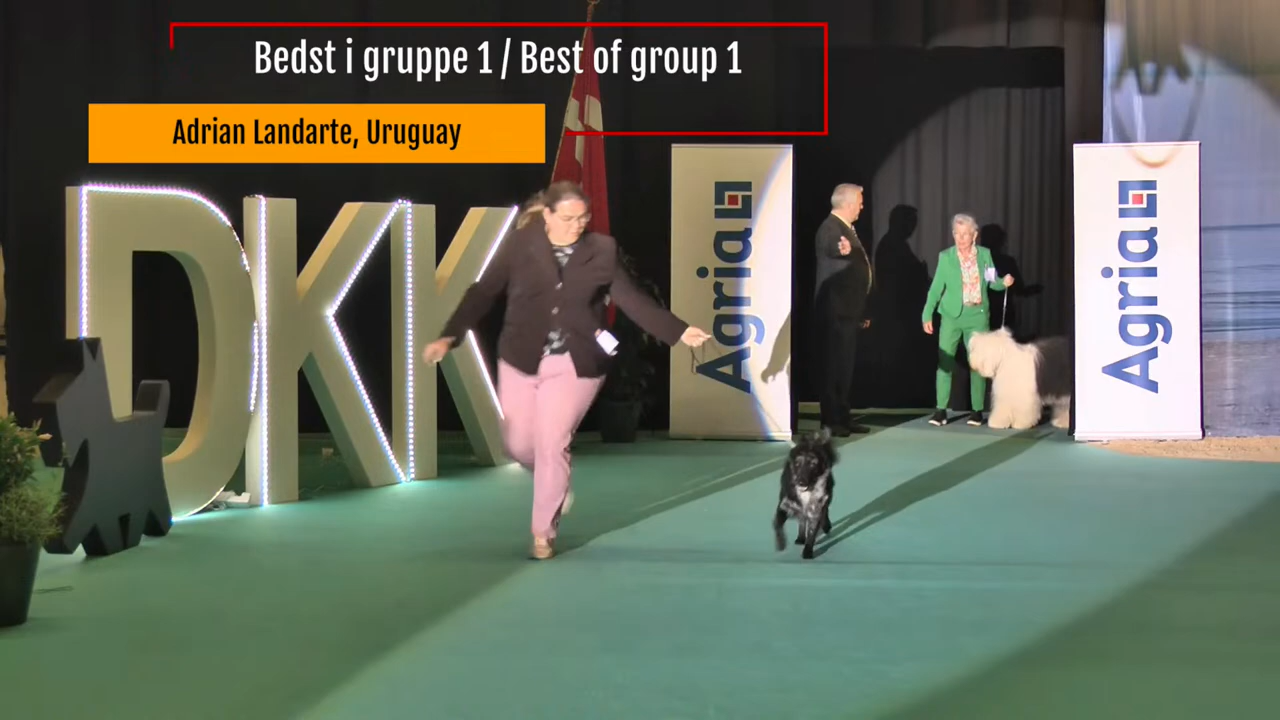 Bedst i gruppe 1 / Best of group 1
Adrian Landarte, Uruguay
DKK
Agria
Agria